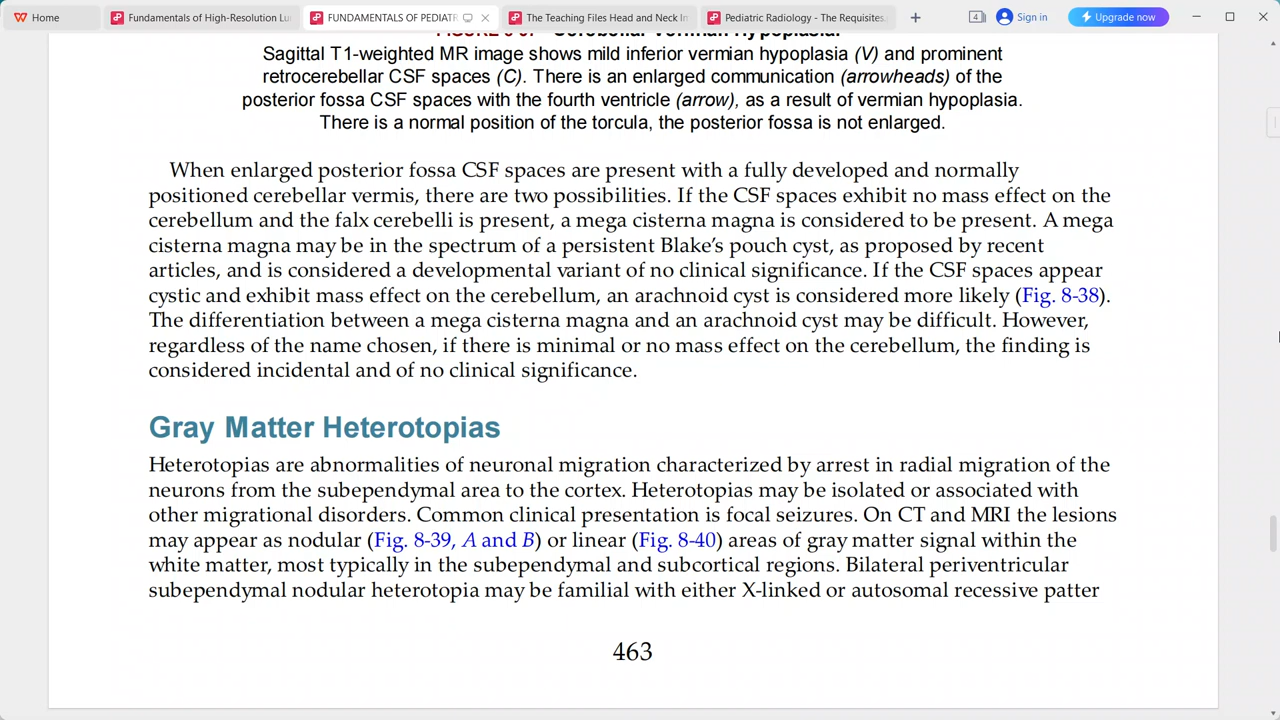 Home
Fundamentals of High-Resolution Lu
FUNDAMENTALS OF PEDIATR
The Teaching Files Head and Neck Im
Pediatric Radiology - The Requisites.
4
Sign in
Upgrade now
Sagittal T1-weighted MR image shows mild inferior vermian hypoplasia (V) and prominent
retrocerebellar CSF spaces (C). There is an enlarged communication (arrowheads) of the
posterior fossa CSF spaces with the fourth ventricle (arrow), as a result of vermian hypoplasia.
There is a normal position of the torcula, the posterior fossa is not enlarged.
When enlarged posterior fossa CSF spaces are present with a fully developed and normally
positioned cerebellar vermis, there are two possibilities. If the CSF spaces exhibit no mass effect on the
cerebellum and the falx cerebelli is present, a mega cisterna magna is considered to be present. A mega
cisterna magna may be in the spectrum of a persistent Blake’s pouch cyst, as proposed by recent
articles, and is considered a developmental variant of no clinical significance. If the CSF spaces appear
cystic and exhibit mass effect on the cerebellum, an arachnoid cyst is considered more likely (Fig. 8-38).
The differentiation between a mega cisterna magna and an arachnoid cyst may be difficult. However,
regardless of the name chosen, if there is minimal or no mass effect on the cerebellum, the finding is
considered incidental and of no clinical significance.
Gray Matter Heterotopias
Heterotopias are abnormalities of neuronal migration characterized by arrest in radial migration of the
neurons from the subependymal area to the cortex. Heterotopias may be isolated or associated with
other migrational disorders. Common clinical presentation is focal seizures. On CT and MRI the lesions
may appear as nodular (Fig. 8-39, A and B) or linear (Fig. 8-40) areas of gray matter signal within the
white matter, most typically in the subependymal and subcortical regions. Bilateral periventricular
subependymal nodular heterotopia may be familial with either X-linked or autosomal recessive patter
463